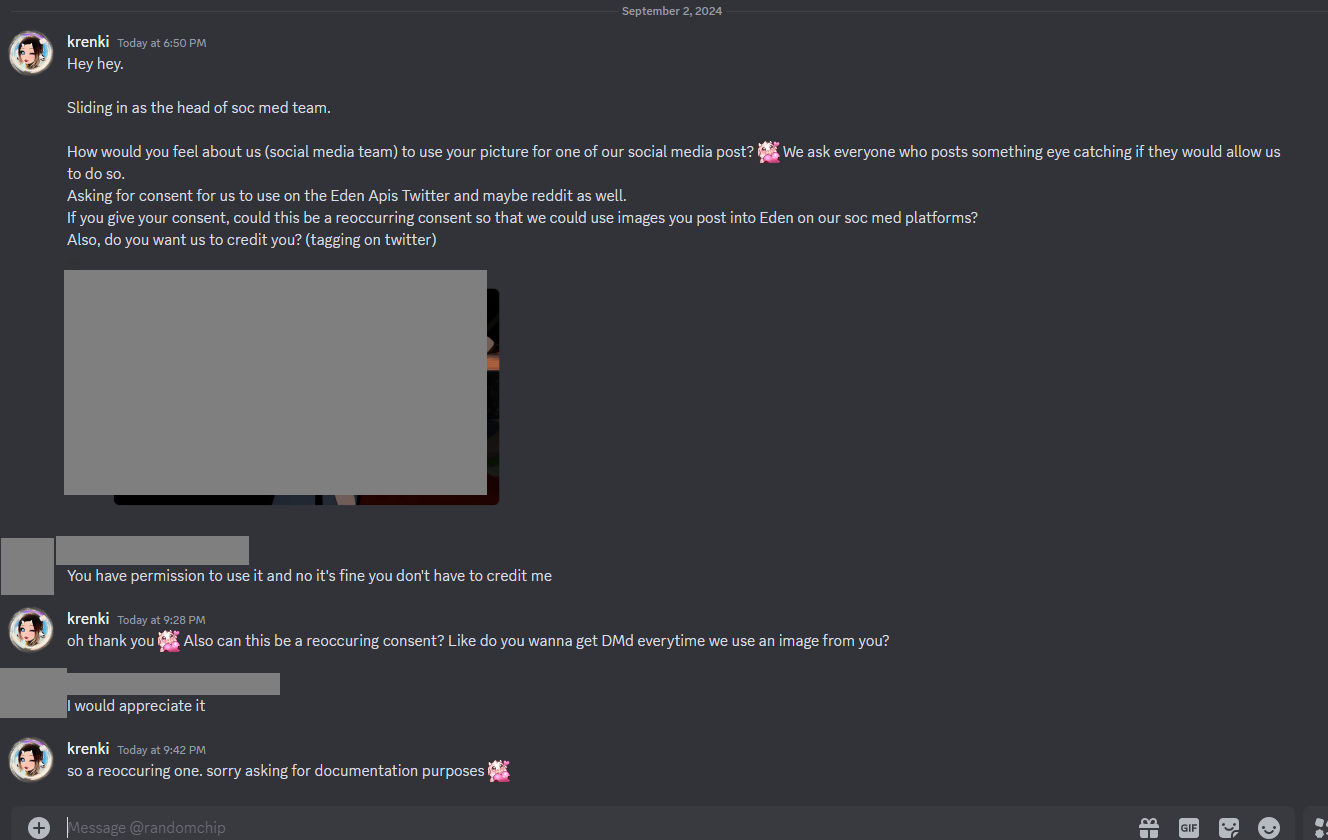 September 2, 2024
krenki Today at 6:50 PM
Hey hey.
Sliding in as the head of soc med team.
How would you feel about us (social media team) to use your picture for one of our social media post? We ask everyone who posts something eye catching if they would allow us
to do so.
Asking for consent for us to use on the Eden Apis Twitter and maybe reddit as well.
If you give your consent, could this be a reoccurring consent so that we could use images you post into Eden on our soc med platforms?
Also, do you want us to credit you? (tagging on twitter)
You have permission to use it and no it's fine you don't have to credit me
krenki Today at 9:28 PM
oh thank you Also can this be a reoccuring consent? Like do you wanna get DMd everytime we use an image from you?
I would appreciate it
krenki Today at 9:42 PM
so a reoccuring one. sorry asking for documentation purposes
Message @randomchip
GIF